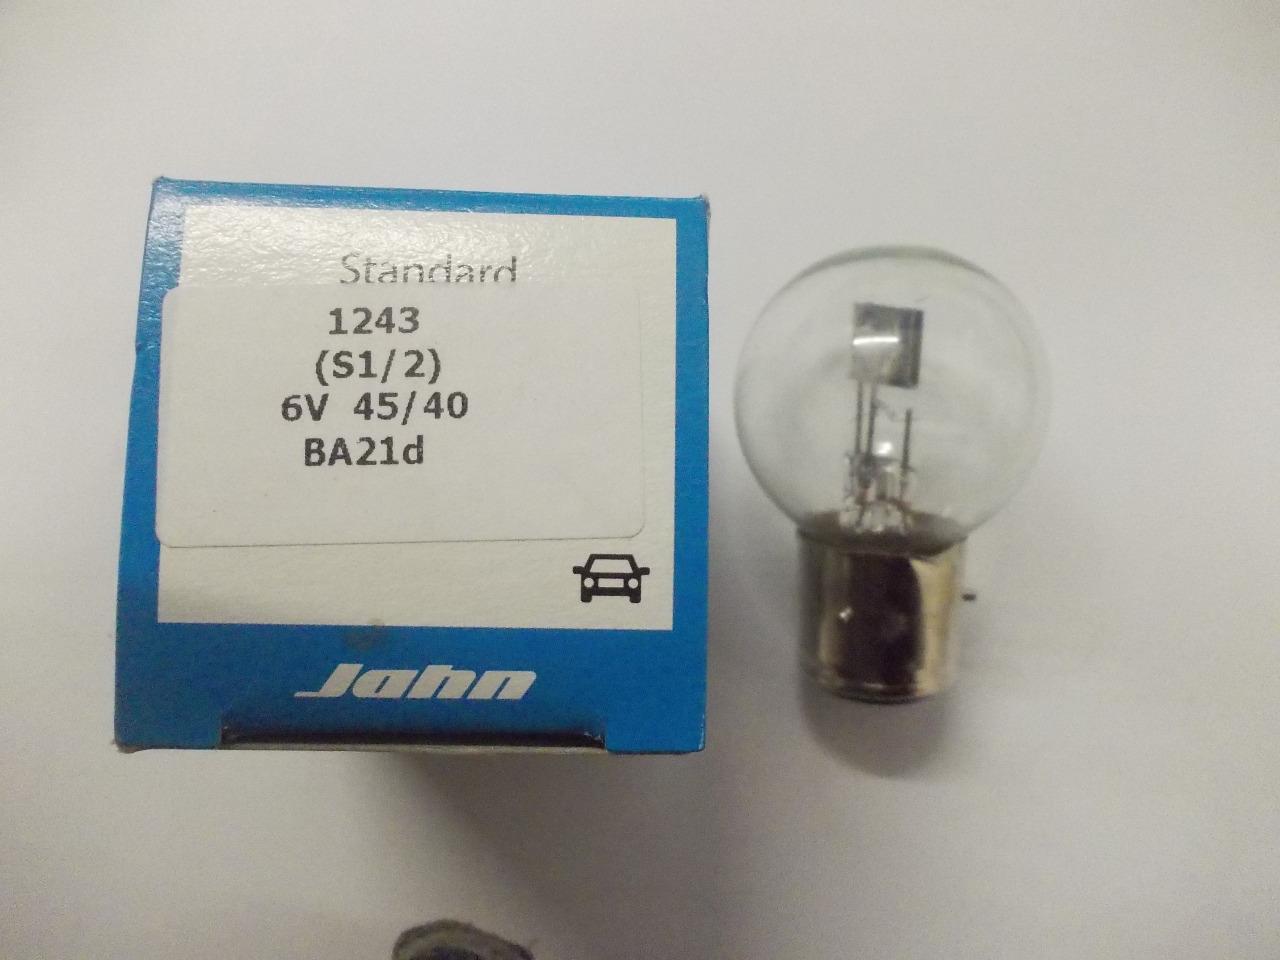 Standard
1243
(S1/2)
6V 45/40
BA21d
Jahn